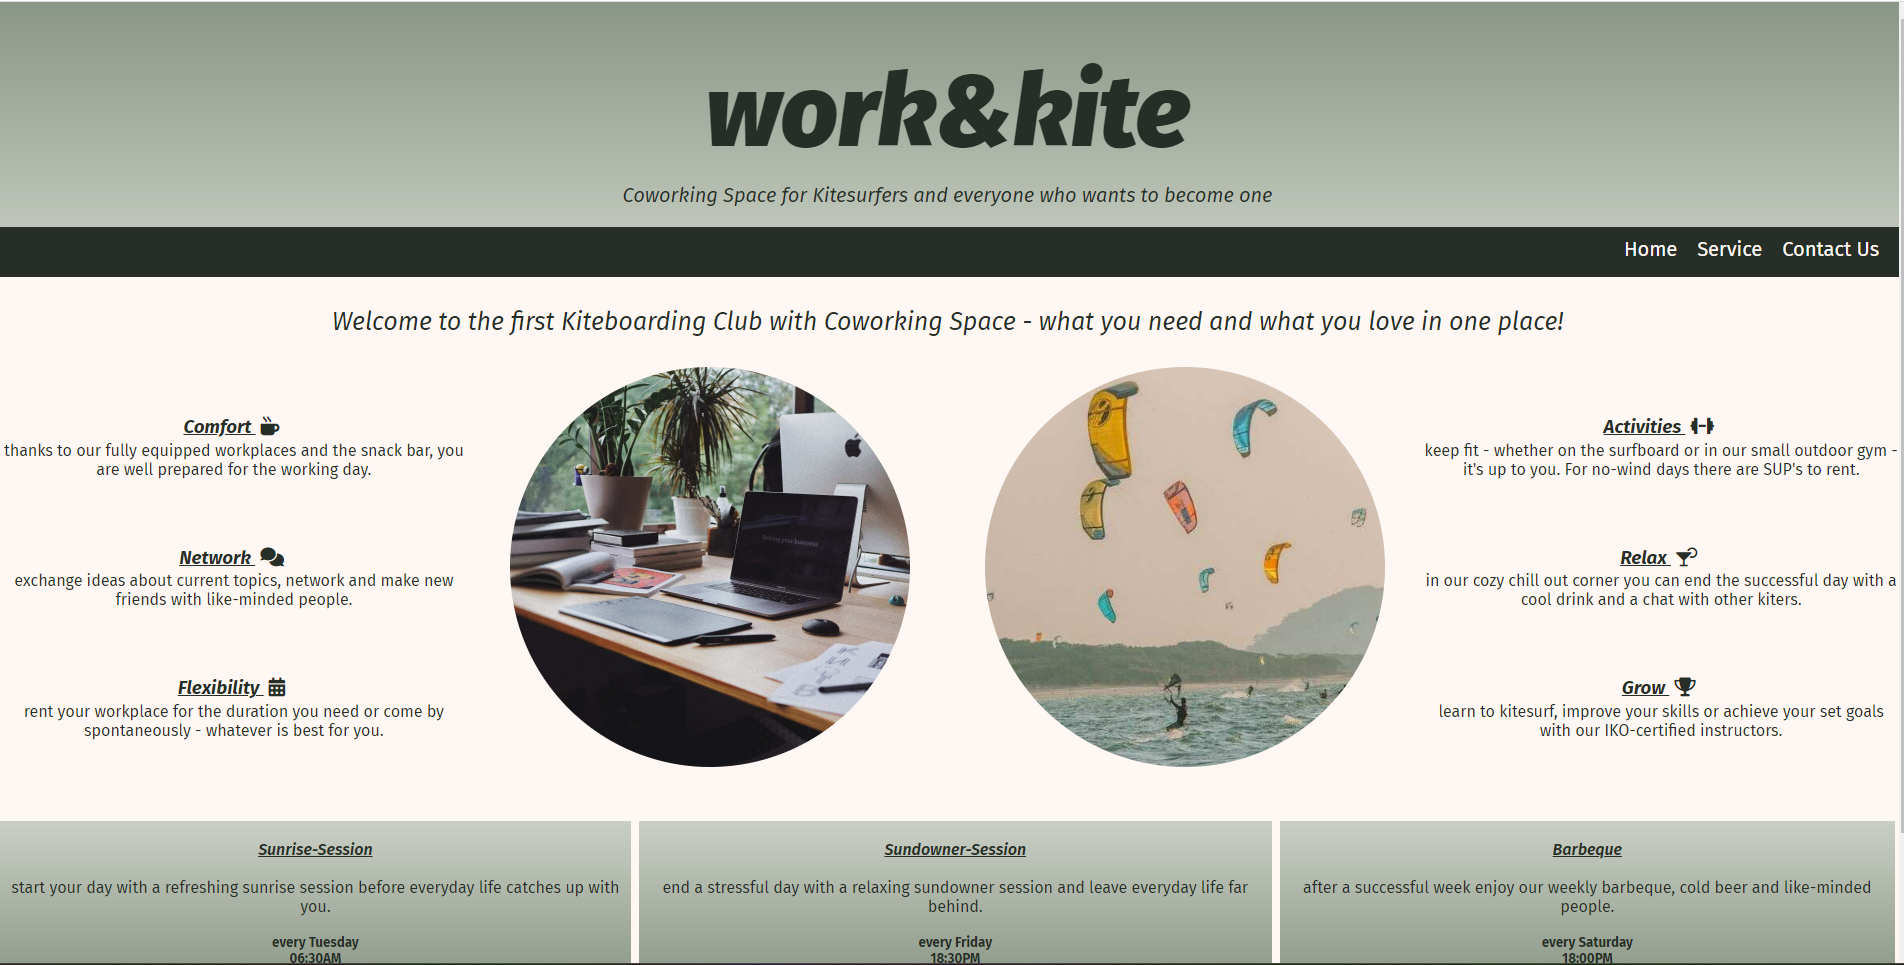 work&kite
Coworking Space for Kitesurfers and everyone who wants to become one
Home Service Contact Us
Welcome to the first Kiteboarding Club with Coworking Space - what you need and what you love in one place!
Comfort
thanks to our fully equipped workplaces and the snack bar, you
are well prepared for the working day.
Network
exchange ideas about current topics, network and make new
friends with like-minded people.
Flexibility
rent your workplace for the duration you need or come by
spontaneously - whatever is best for you.
Activities
keep fit - whether on the surfboard or in our small outdoor gym -
it's up to you. For no-wind days there are SUP's to rent.
Relax
in our cozy chill out corner you can end the successful day with a
cool drink and a chat with other kiters.
Grow
learn to kitesurf, improve your skills or achieve your set goals
with our IKO-certified instructors.
Sunrise-Session
start your day with a refreshing sunrise session before everyday life catches up with
you.
every Tuesday
06:30AM
Sundowner-Session
end a stressful day with a relaxing sundowner session and leave everyday life far
behind.
every Friday
18:30PM
Barbeque
after a successful week enjoy our weekly barbeque, cold beer and like-minded
people.
every Saturday
18:00PM